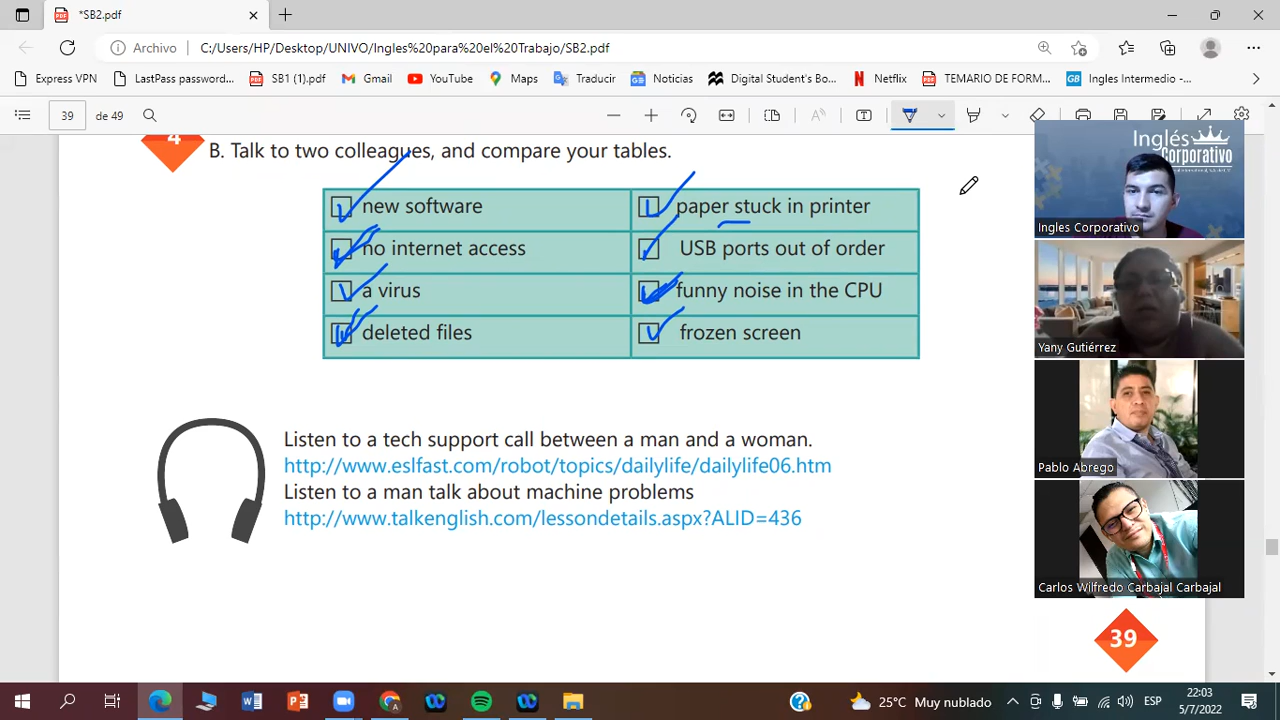 *SB2.pdf
Archivo
C:/Users/HP/Desktop/UNIVO/Ingles%20para%20el%20Trabajo/SB2.pdf
Express VPN
LastPass password...
SB1 (1).pdf
Gmail
YouTube
Maps
Traducir
Noticias
Digital Student's Bo...
Netflix
TEMARIO DE FORM...
Ingles Intermedio -...
39
de 49
4
B. Talk to two colleagues, and compare your tables.
new software
paper stuck in printer
no internet access
USB ports out of order
a virus
funny noise in the CPU
deleted files
frozen screen
Listen to a tech support call between a man and a woman.
http://www.eslfast.com/robot/topics/dailylife/dailylife06.htm
Listen to a man talk about machine problems
http://www.talkenglish.com/lessondetails.aspx?ALID=436
39
Inglés
Corporativo
Ingles Corporativo
Yany Gutiérrez
Pablo Abrego
Carlos Wilfredo Carbajal Carbajal
25°C Muy nublado
ESP
22:03
5/7/2022